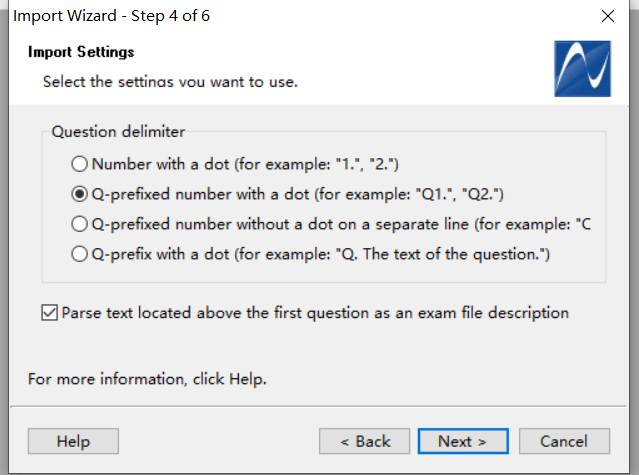 Import Wizard - Step 4 of 6
Import Settings
Select the settings you want to use.
Question delimiter
Number with a dot (for example: "1.", "2.")
Q-prefixed number with a dot (for example: "Q1.", "Q2.")
Q-prefixed number without a dot on a separate line (for example: "C
Q-prefix with a dot (for example: "Q. The text of the question.")
Parse text located above the first question as an exam file description
For more information, click Help.
Help
< Back
Next >
Cancel